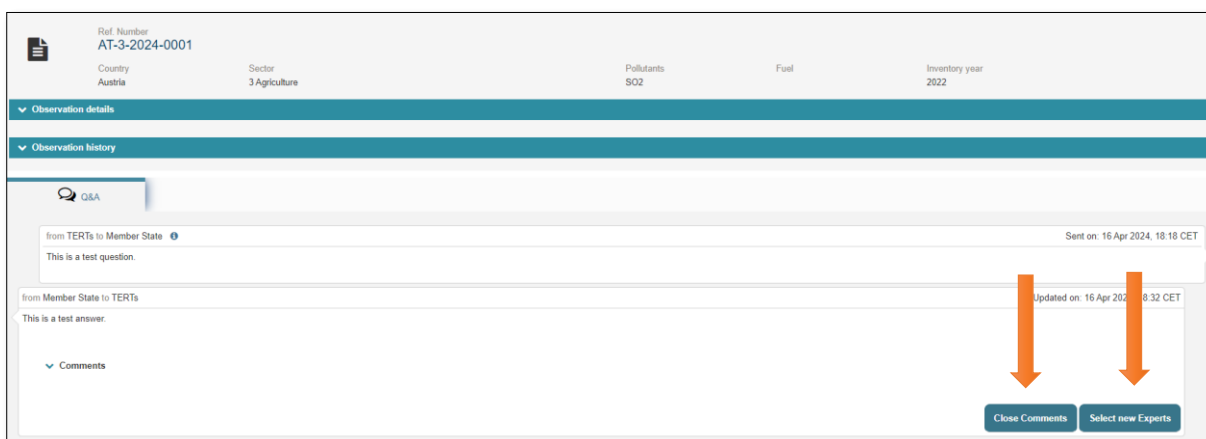 Ref. Number
AT-3-2024-0001
Country Sector Pollutants Fuel Inventory year
Austria 3 Agriculture SO2 2022
Observation details
Observation history
Q&A
from TERTs to Member State Sent on: 16 Apr 2024, 18:18 CET
This is a test question.
from Member State to TERTs Updated on: 16 Apr 202 8:32 CET
This is a test answer.
Comments
Close Comments Select new Experts